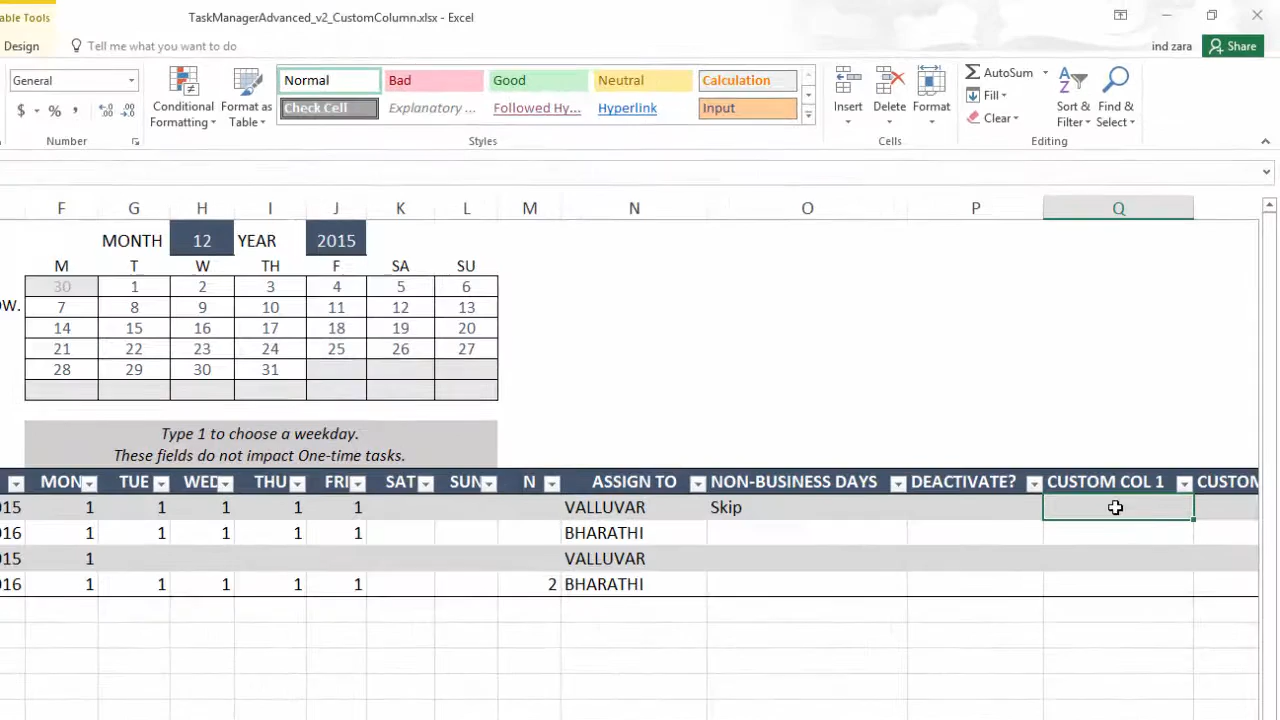 able Tools
TaskManagerAdvanced_v2_CustomColumn.xlsx - Excel
Design
Tell me what you want to do
ind zara
Share
General
Normal
Bad
Good
Neutral
Calculation
Check Cell
Explanatory ...
Followed Hy...
Hyperlink
Input
$ % ,
Conditional
Formatting
Format as
Table
Insert
Delete
Format
AutoSum
Fill
Clear
Sort &
Filter
Find &
Select
Number
Styles
Cells
Editing
F G H I J K L M N O P Q
MONTH 12 YEAR 2015
M T W TH F SA SU
30 1 2 3 4 5 6
OW.
7 8 9 10 11 12 13
14 15 16 17 18 19 20
21 22 23 24 25 26 27
28 29 30 31
Type 1 to choose a weekday.
These fields do not impact One-time tasks.
MON TUE WED THU FRI SAT SUN N ASSIGN TO NON-BUSINESS DAYS DEACTIVATE? CUSTOM COL 1 CUSTOM
015 1 1 1 1 1 VALLUVAR Skip
016 1 1 1 1 1 BHARATHI
015 1 VALLUVAR
016 1 1 1 1 1 2 BHARATHI